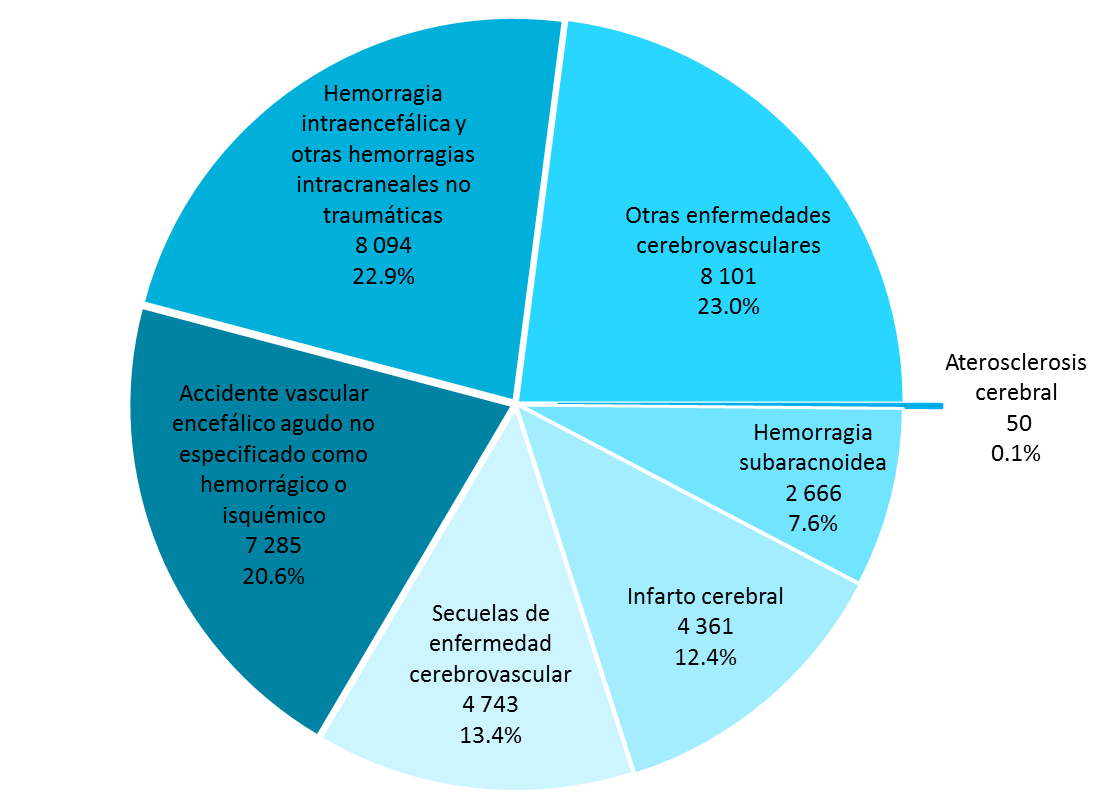 Hemorragia
intraencefálica y
otras hemorragias
intracraneales no
traumáticas
8 094
22.9%
Otras enfermedades
cerebrovasculares
8 101
23.0%
Aterosclerosis
cerebral
50
0.1%
Hemorragia
subaracnoidea
2 666
7.6%
Infarto cerebral
4 361
12.4%
Secuelas de
enfermedad
cerebrovascular
4 743
13.4%
Accidente vascular
encefálico agudo no
especificado como
hemorrágico o
isquémico
7 285
20.6%